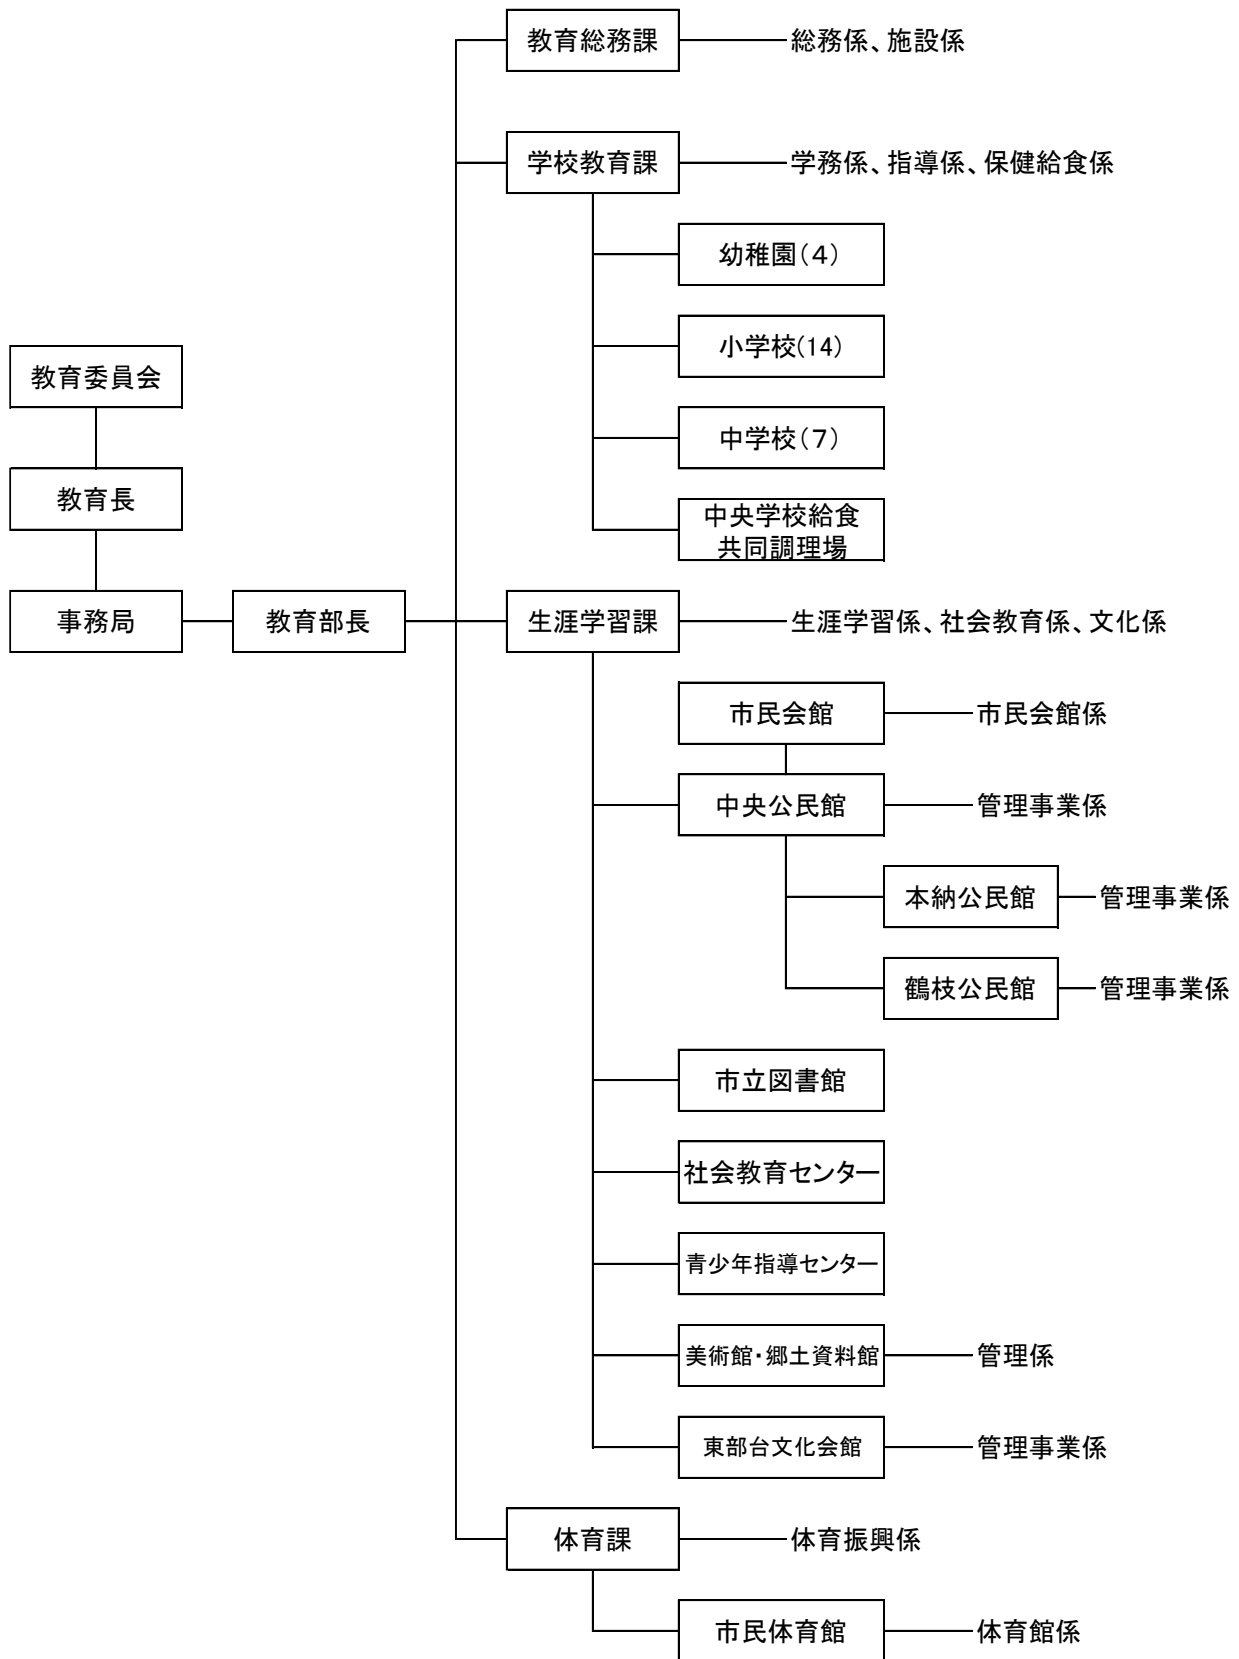 教育総務課 総務係、施設係
学校教育課 学務係、指導係、保健給食係
幼稚園(４)
小学校(14)
教育委員会
中学校(７)
教育長
中央学校給食
共同調理場
事務局 教育部長 生涯学習課 生涯学習係、社会教育係、文化係
市民会館 市民会館係
中央公民館 管理事業係
本納公民館 管理事業係
鶴枝公民館 管理事業係
市立図書館
社会教育センター
青少年指導センター
美術館・郷土資料館 管理係
東部台文化会館 管理事業係
体育課 体育振興係
市民体育館 体育館係